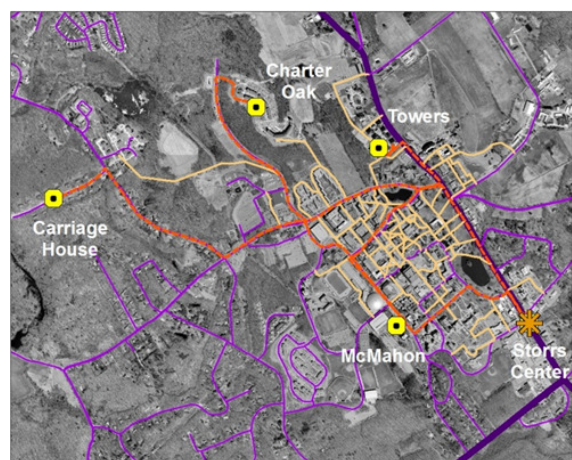 Charter
Oak
Towers
Carriage
House
McMahon
Storrs
Center